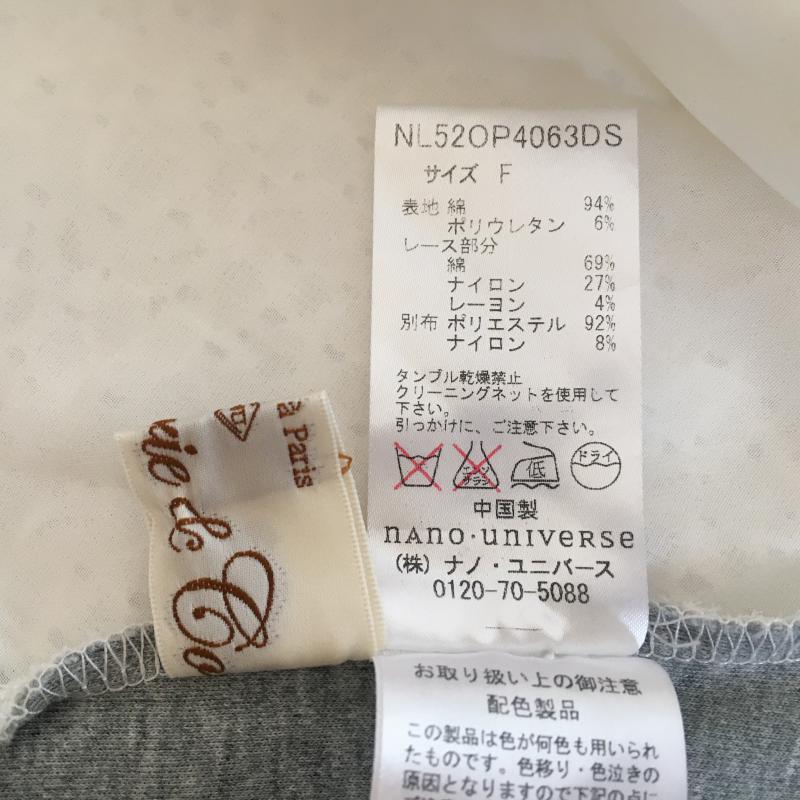 NL52OP4063DS
サイズ F
表地 綿 94%
ポリウレタン 6%
レース部分
綿 69%
ナイロン 27%
レーヨン 4%
別布 ポリエステル 92%
ナイロン 8%
タンブル乾燥禁止
クリーニングネットを使用して
下さい。
引っかけに、ご注意下さい。
エンソ
サラシ
低
ドライ
中国製
nAno・universe
(株) ナノ・ユニバース
0120-70-5088
à Paris
& Co
お取り扱い上の御注意
配色製品
この製品は色が何色も用いられ
たものです。色移り・色泣きの
原因となりますので下記の点に